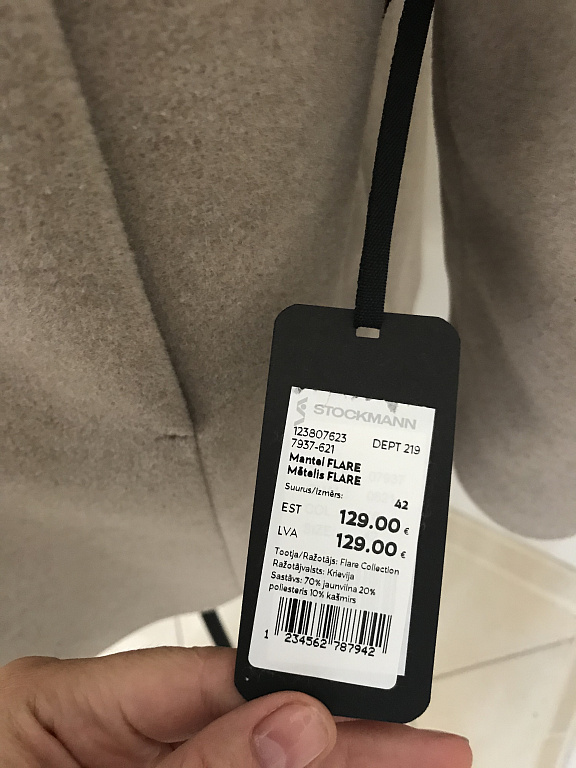 STOCKMANN
123807623 DEPT 219
7937-621
Mantel FLARE
Mētelis FLARE
Suurus/Izmērs: 42
EST 129.00 €
LVA 129.00 €
Tootja/Ražotājs: Flare Collection
Ražotājvalsts: Krievija
Sastāvs: 70% jaunvilna 20%
poliesteris 10% kašmirs
1 234562 787942